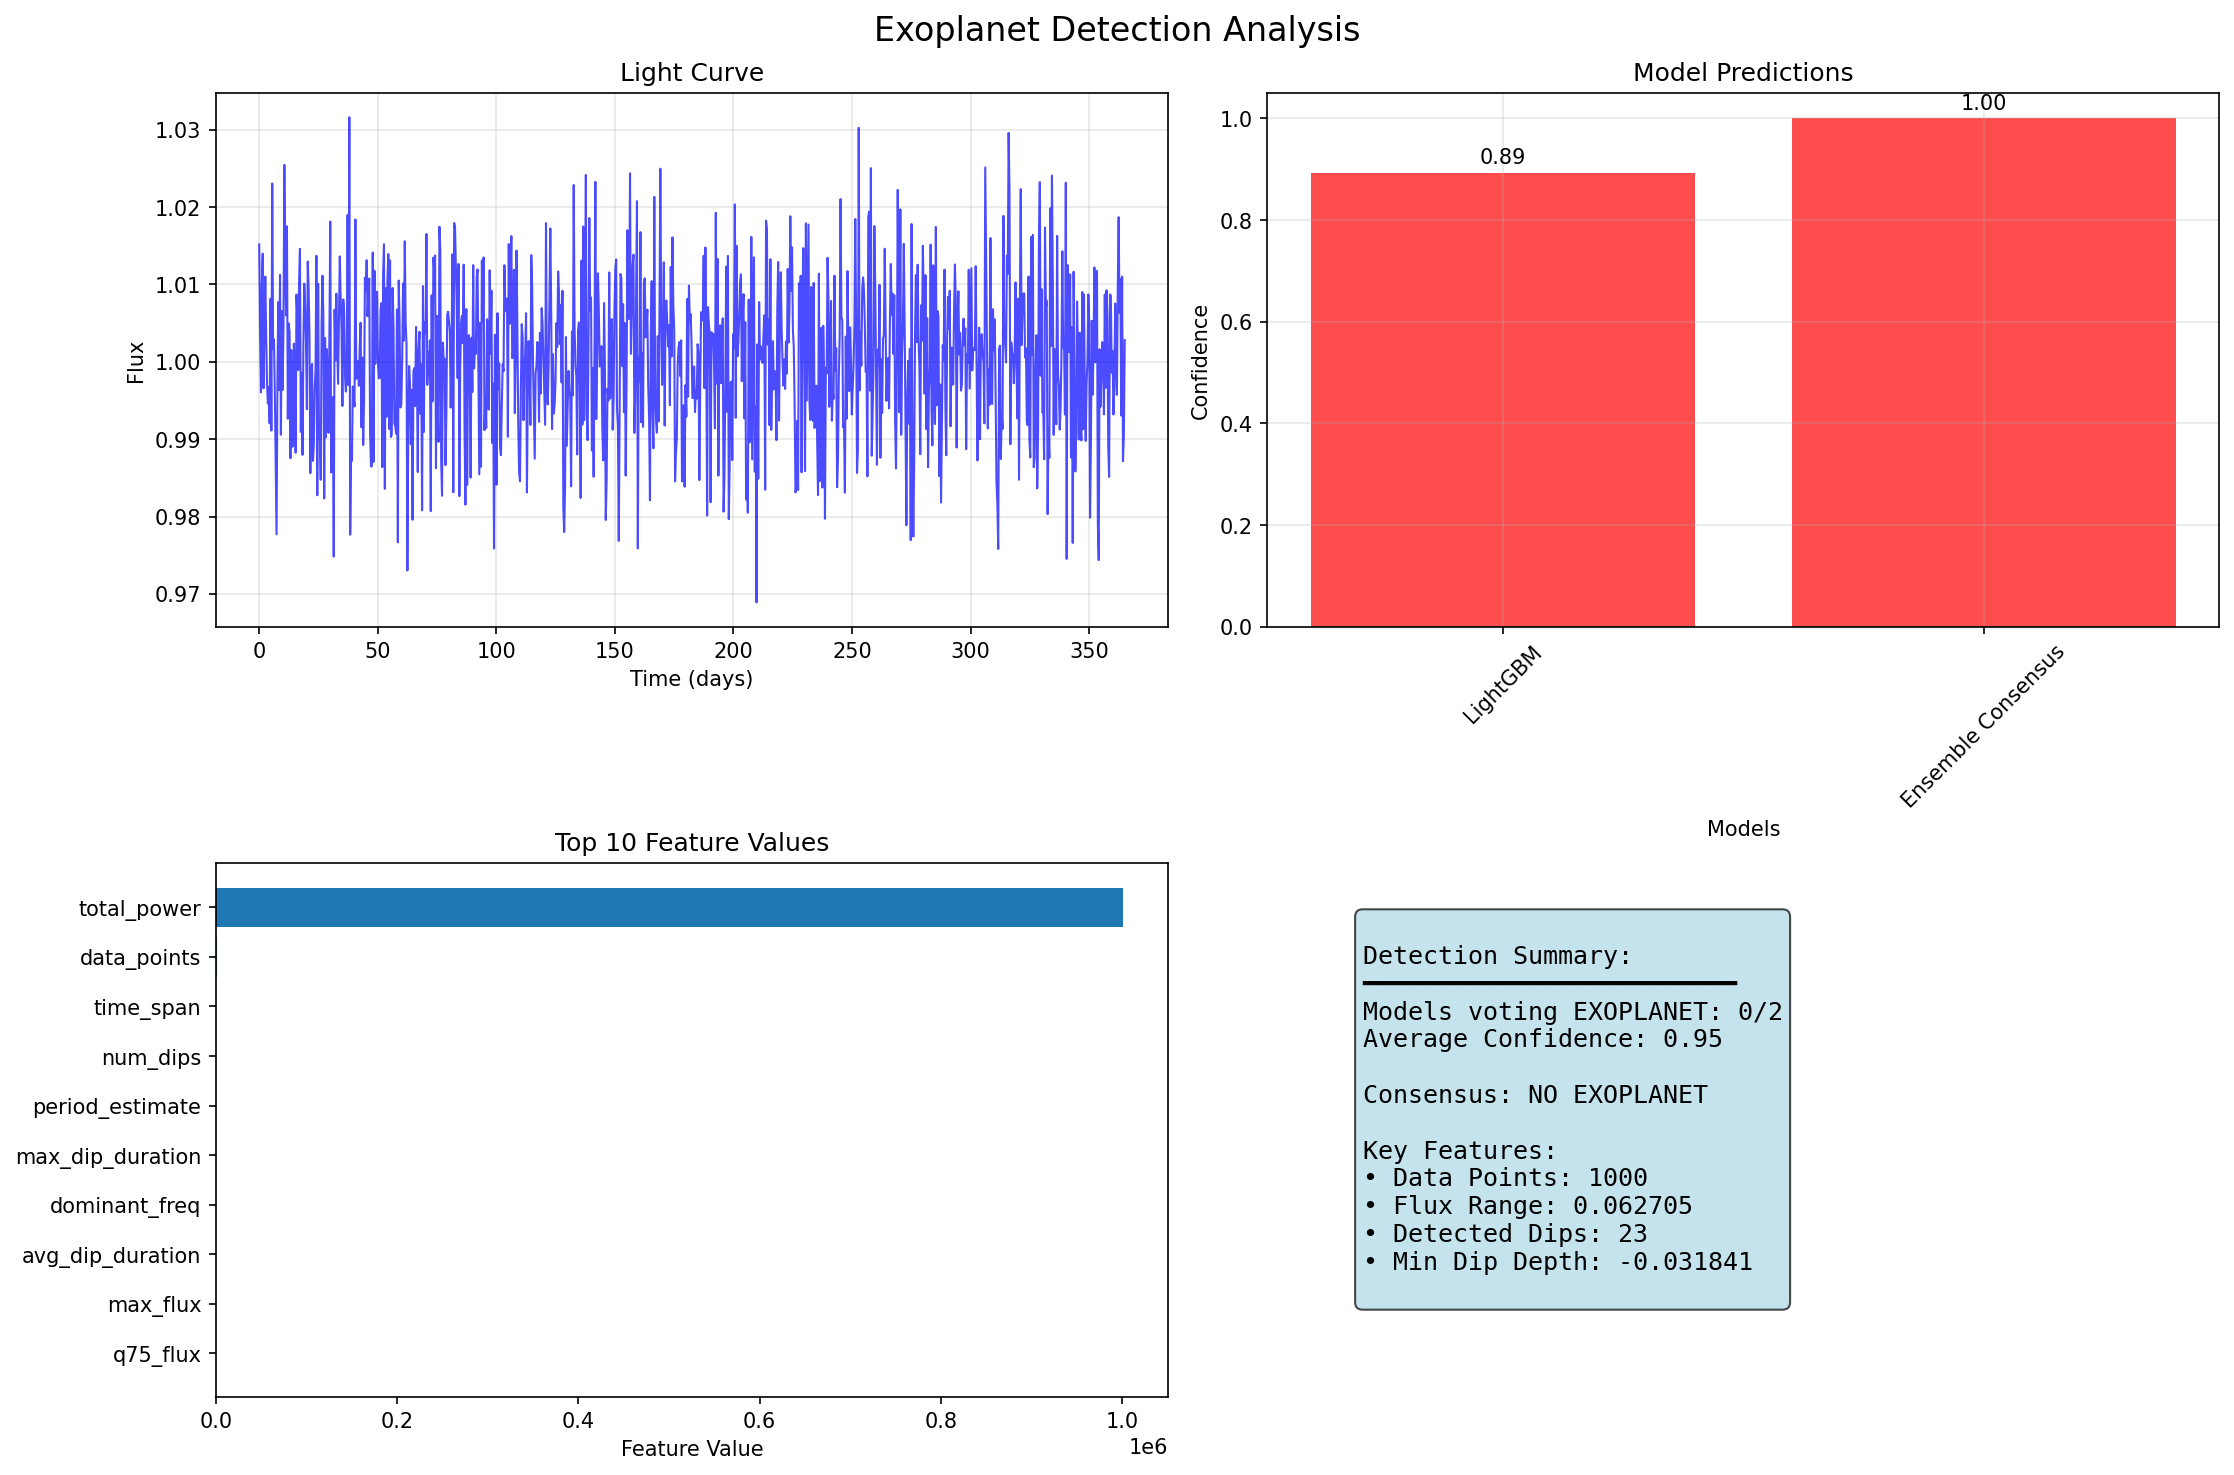 Exoplanet Detection Analysis
Light Curve
1.03
1.02
1.01
1.00
0.99
0.98
0.97
Flux
0 50 100 150 200 250 300 350
Time (days)
Model Predictions
1.0
0.8
0.6
0.4
0.2
0.0
Confidence
0.89
1.00
LightGBM
Ensemble Consensus
Models
Top 10 Feature Values
total_power
data_points
time_span
num_dips
period_estimate
max_dip_duration
dominant_freq
avg_dip_duration
max_flux
q75_flux
0.0 0.2 0.4 0.6 0.8 1.0
1e6
Feature Value
Detection Summary:
Models voting EXOPLANET: 0/2
Average Confidence: 0.95
Consensus: NO EXOPLANET
Key Features:
• Data Points: 1000
• Flux Range: 0.062705
• Detected Dips: 23
• Min Dip Depth: -0.031841